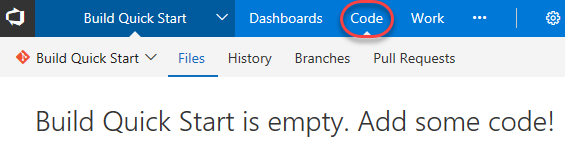 Build Quick Start Dashboards Code Work ...
Build Quick Start Files History Branches Pull Requests
Build Quick Start is empty. Add some code!